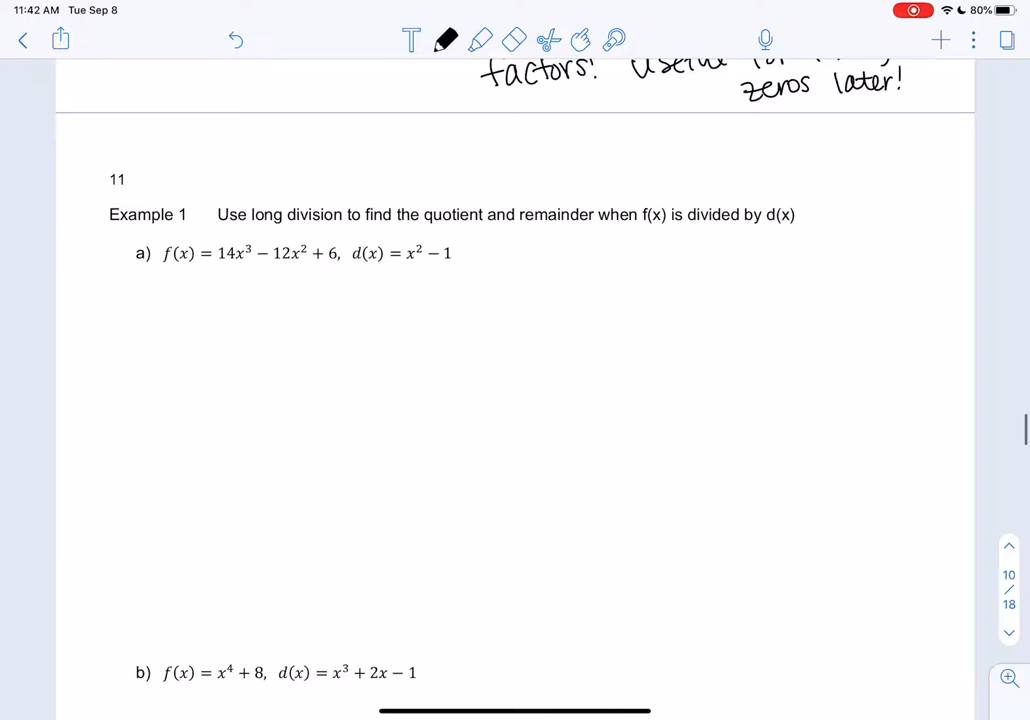 11:42 AM Tue Sep 8
80%
factors! useful
zeros later!
11
Example 1 Use long division to find the quotient and remainder when f(x) is divided by d(x)
a) f(x) = 14x³ − 12x² + 6, d(x) = x² − 1
b) f(x) = x⁴ + 8, d(x) = x³ + 2x − 1
10
/
18